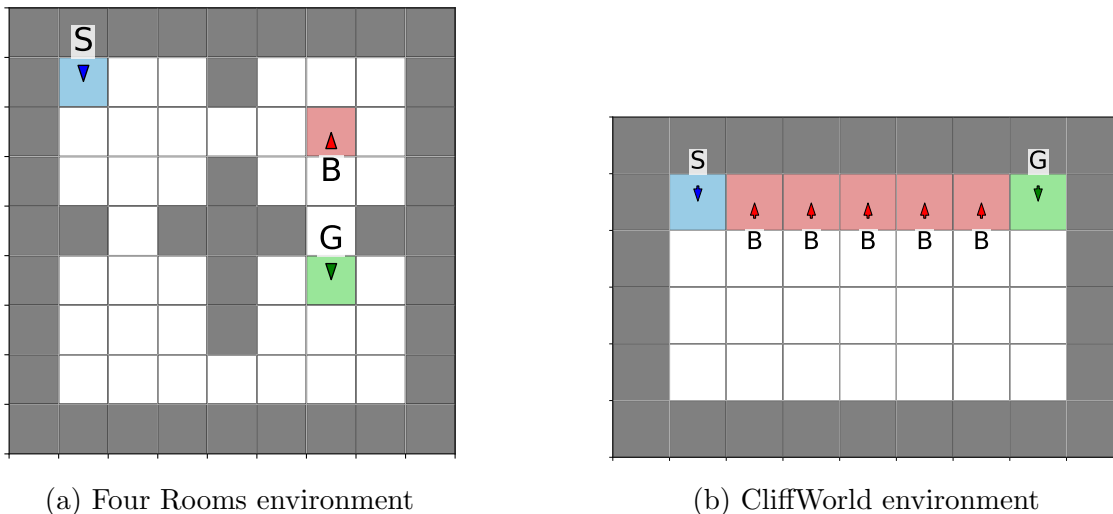 S
B
G
(a) Four Rooms environment
S
G
B B B B B
(b) CliffWorld environment